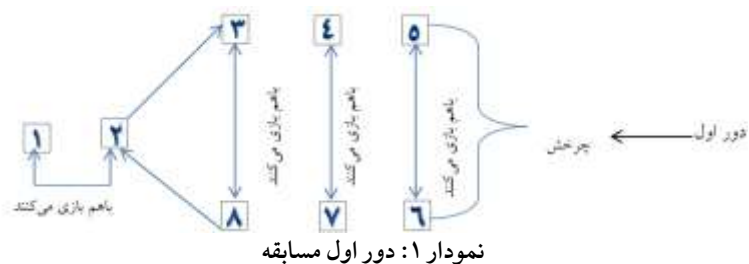 ۳ ۴ ۵
باهم بازی می‌کنند باهم بازی می‌کنند باهم بازی می‌کنند
۱ ۲
دور اول
چرخش
باهم بازی می‌کنند
۸ ۷ ۶
نمودار ۱: دور اول مسابقه